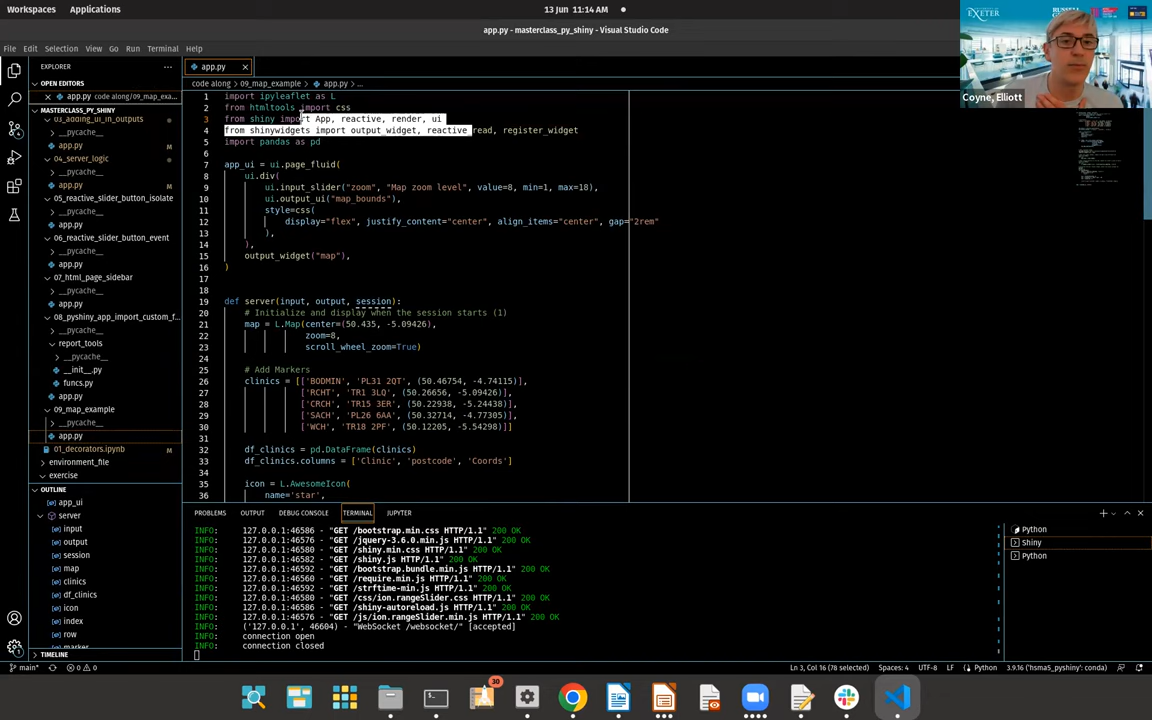 Workspaces Applications
13 Jun 11:14 AM
app.py - masterclass_py_shiny - Visual Studio Code
File Edit Selection View Go Run Terminal Help
EXETER
Coyne, Elliott
EXPLORER
OPEN EDITORS
app.py code along/09_map_exa...
MASTERCLASS_PY_SHINY
03_adding_ui_in_outputs
__pycache__
app.py M
04_server_logic
__pycache__
app.py M
05_reactive_slider_button_isolate
__pycache__
app.py
06_reactive_slider_button_event
__pycache__
app.py
07_html_page_sidebar
__pycache__
app.py
08_pyshiny_app_import_custom_f...
__pycache__
report_tools
__pycache__
__init__.py
funcs.py
app.py
09_map_example
__pycache__
app.py
01_decorators.ipynb M
environment_file
exercise
OUTLINE
app_ui
server
input
output
session
map
clinics
df_clinics
icon
index
row
marker
TIMELINE
app.py
code along > 09_map_example > app.py > ...
1 import ipyleaflet as L
2 from htmltools import css
3 from shiny import App, reactive, render, ui
4 from shinywidgets import output_widget, reactive_read, register_widget
5 import pandas as pd
6
7 app_ui = ui.page_fluid(
8 ui.div(
9 ui.input_slider("zoom", "Map zoom level", value=8, min=1, max=18),
10 ui.output_ui("map_bounds"),
11 style=css(
12 display="flex", justify_content="center", align_items="center", gap="2rem"
13 ),
14 ),
15 output_widget("map"),
16 )
17
18
19 def server(input, output, session):
20 # Initialize and display when the session starts (1)
21 map = L.Map(center=(50.435, -5.09426),
22 zoom=8,
23 scroll_wheel_zoom=True)
24
25 # Add Markers
26 clinics = [['BODMIN', 'PL31 2QT', (50.46754, -4.74115)],
27 ['RCHT', 'TR1 3LQ', (50.26656, -5.09426)],
28 ['CRCH', 'TR15 3ER', (50.22938, -5.24438)],
29 ['SACH', 'PL26 6AA', (50.32714, -4.77305)],
30 ['WCH', 'TR18 2PF', (50.12205, -5.54298)]]
31
32 df_clinics = pd.DataFrame(clinics)
33 df_clinics.columns = ['Clinic', 'postcode', 'Coords']
34
35 icon = L.AwesomeIcon(
36 name='star',
PROBLEMS OUTPUT DEBUG CONSOLE TERMINAL JUPYTER
INFO: 127.0.0.1:46586 - "GET /bootstrap.min.css HTTP/1.1" 200 OK
INFO: 127.0.0.1:46576 - "GET /jquery-3.6.0.min.js HTTP/1.1" 200 OK
INFO: 127.0.0.1:46580 - "GET /shiny.min.css HTTP/1.1" 200 OK
INFO: 127.0.0.1:46588 - "GET /shiny.js HTTP/1.1" 200 OK
INFO: 127.0.0.1:46592 - "GET /bootstrap.bundle.min.js HTTP/1.1" 200 OK
INFO: 127.0.0.1:46560 - "GET /require.min.js HTTP/1.1" 200 OK
INFO: 127.0.0.1:46586 - "GET /strftime-min.js HTTP/1.1" 200 OK
INFO: 127.0.0.1:46580 - "GET /css/ion.rangeSlider.css HTTP/1.1" 200 OK
INFO: 127.0.0.1:46588 - "GET /shiny-autoreload.js HTTP/1.1" 200 OK
INFO: 127.0.0.1:46576 - "GET /js/ion.rangeSlider.min.js HTTP/1.1" 200 OK
INFO: ('127.0.0.1', 46604) - "WebSocket /websocket/" [accepted]
INFO: connection open
INFO: connection closed
Python
Shiny
Python
main* 0 0
Ln 3, Col 16 (78 selected) Spaces: 4 UTF-8 LF Python 3.9.16 ('hsma5_pyshiny': conda)
30